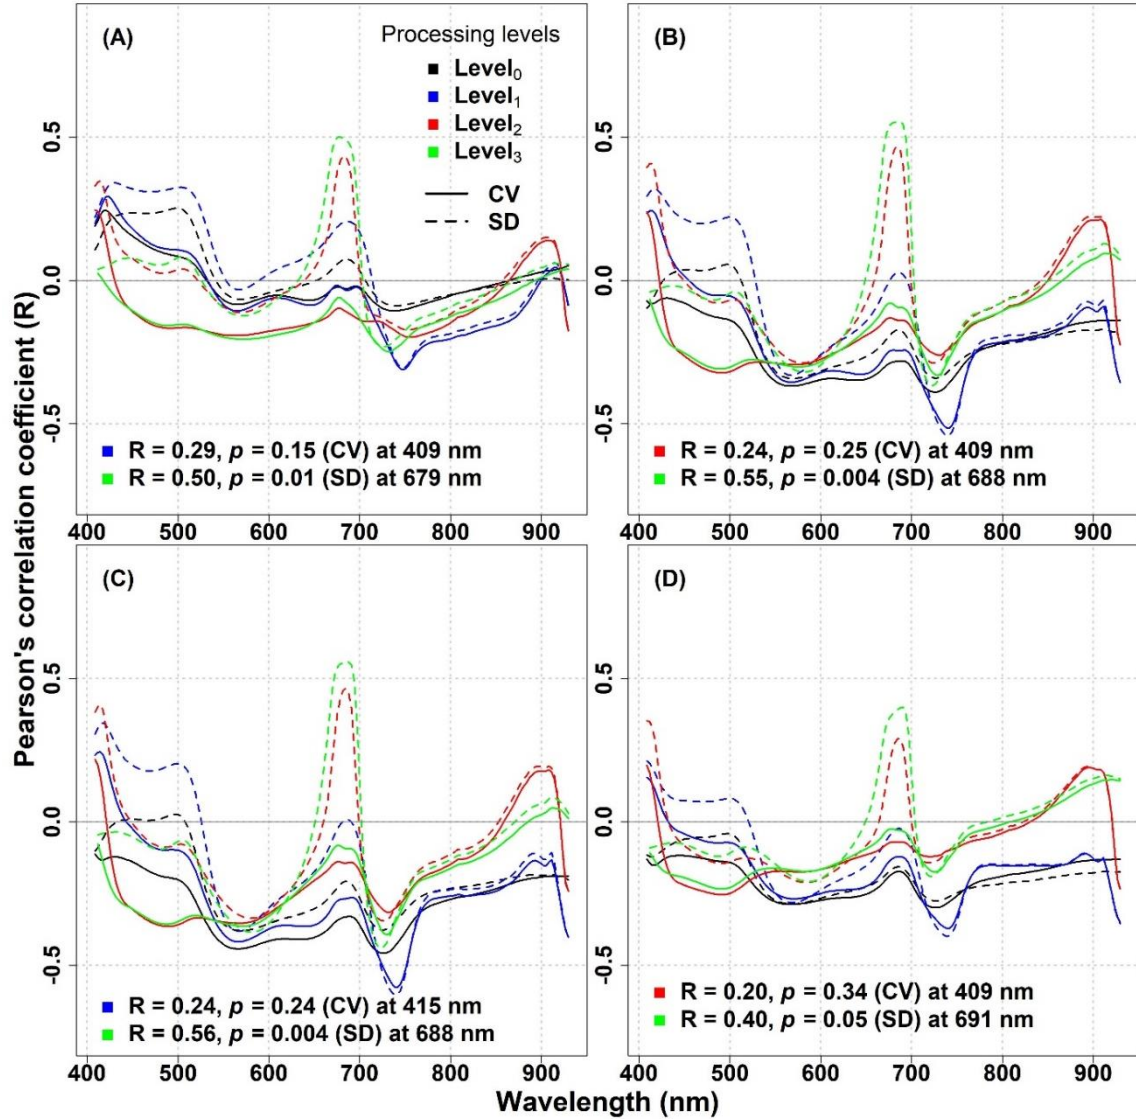 (A)
Processing levels
Level0
Level1
Level2
Level3
CV
SD
R = 0.29, p = 0.15 (CV) at 409 nm
R = 0.50, p = 0.01 (SD) at 679 nm
0.5
0.0
-0.5
400 500 600 700 800 900
(B)
R = 0.24, p = 0.25 (CV) at 409 nm
R = 0.55, p = 0.004 (SD) at 688 nm
0.5
0.0
-0.5
400 500 600 700 800 900
Pearson's correlation coefficient (R)
(C)
R = 0.24, p = 0.24 (CV) at 415 nm
R = 0.56, p = 0.004 (SD) at 688 nm
0.5
0.0
-0.5
400 500 600 700 800 900
(D)
R = 0.20, p = 0.34 (CV) at 409 nm
R = 0.40, p = 0.05 (SD) at 691 nm
0.5
0.0
-0.5
400 500 600 700 800 900
Wavelength (nm)